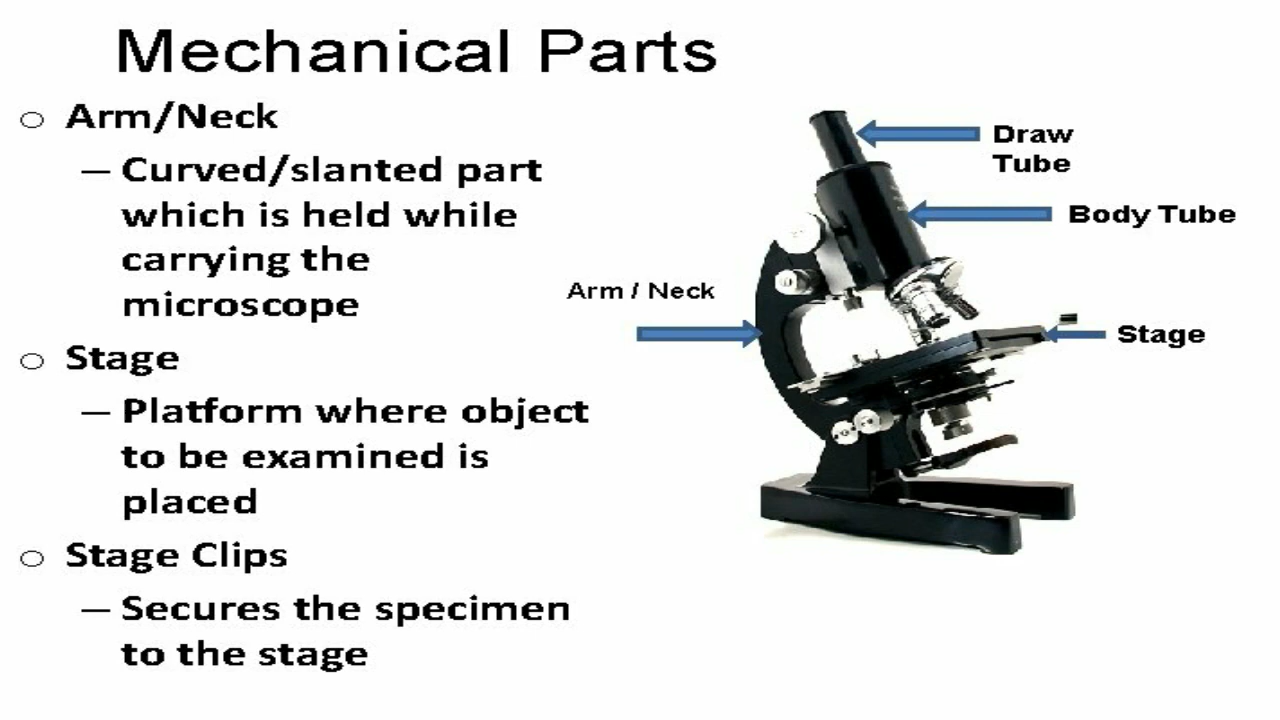 Mechanical Parts
○ Arm/Neck
– Curved/slanted part
which is held while
carrying the
microscope
○ Stage
– Platform where object
to be examined is
placed
○ Stage Clips
– Secures the specimen
to the stage
Draw
Tube
Body Tube
Arm / Neck
Stage